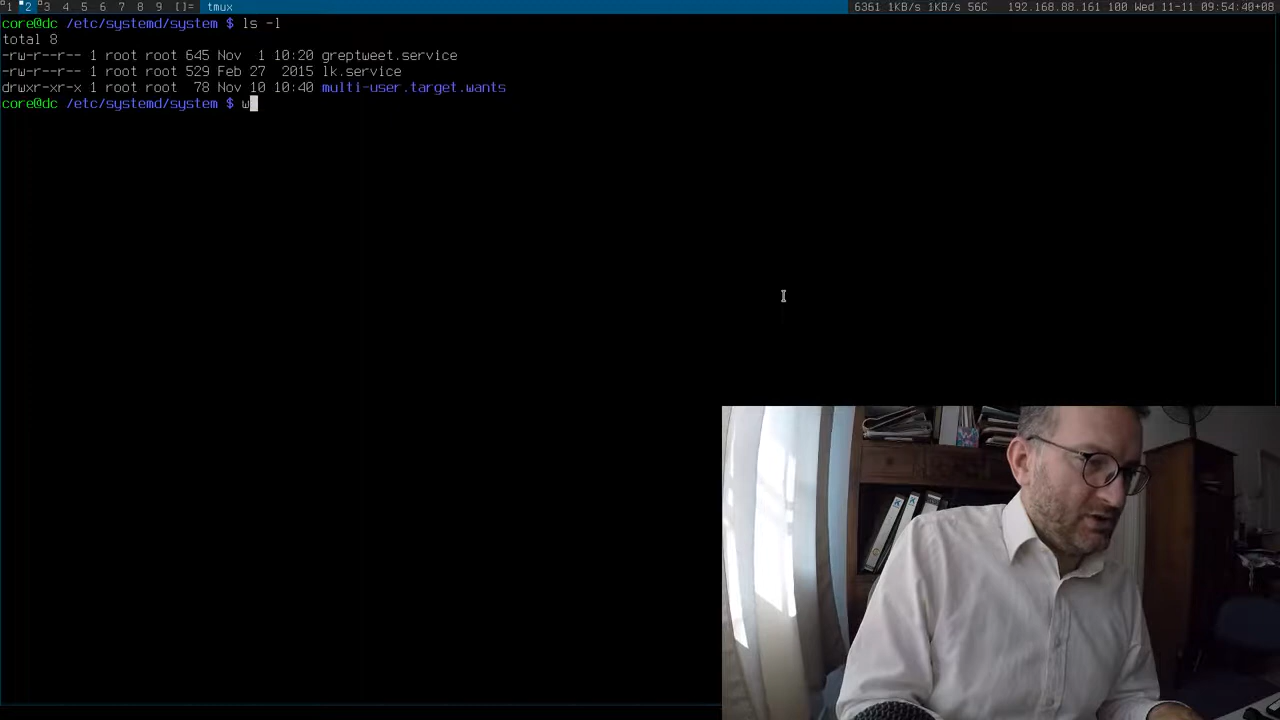 1 2 3 4 5 6 7 8 9 []= tmux 6361 1KB/s 1KB/s 56C 192.168.88.161 100 Wed 11-11 09:54:40+08
core@dc /etc/systemd/system $ ls -l
total 8
-rw-r--r-- 1 root root 645 Nov  1 10:20 greptweet.service
-rw-r--r-- 1 root root 529 Feb 27  2015 lk.service
drwxr-xr-x 1 root root  78 Nov 10 10:40 multi-user.target.wants
core@dc /etc/systemd/system $ w